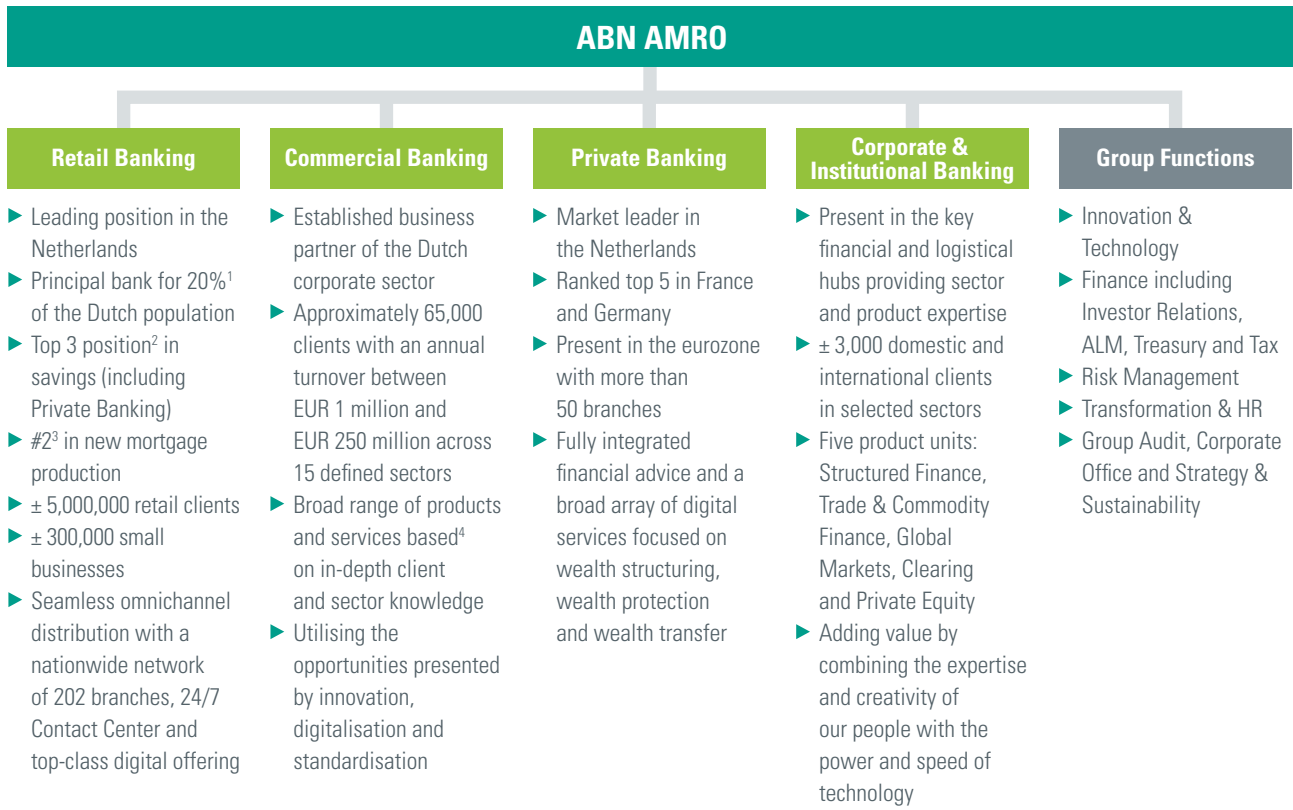 ABN AMRO
Retail Banking
▶ Leading position in the
Netherlands
▶ Principal bank for 20%¹
of the Dutch population
▶ Top 3 position² in
savings (including
Private Banking)
▶ #2³ in new mortgage
production
▶ ± 5,000,000 retail clients
▶ ± 300,000 small
businesses
▶ Seamless omnichannel
distribution with a
nationwide network
of 202 branches, 24/7
Contact Center and
top-class digital offering
Commercial Banking
▶ Established business
partner of the Dutch
corporate sector
▶ Approximately 65,000
clients with an annual
turnover between
EUR 1 million and
EUR 250 million across
15 defined sectors
▶ Broad range of products
and services based⁴
on in-depth client
and sector knowledge
▶ Utilising the
opportunities presented
by innovation,
digitalisation and
standardisation
Private Banking
▶ Market leader in
the Netherlands
▶ Ranked top 5 in France
and Germany
▶ Present in the eurozone
with more than
50 branches
▶ Fully integrated
financial advice and a
broad array of digital
services focused on
wealth structuring,
wealth protection
and wealth transfer
Corporate &
Institutional Banking
▶ Present in the key
financial and logistical
hubs providing sector
and product expertise
▶ ± 3,000 domestic and
international clients
in selected sectors
▶ Five product units:
Structured Finance,
Trade & Commodity
Finance, Global
Markets, Clearing
and Private Equity
▶ Adding value by
combining the expertise
and creativity of
our people with the
power and speed of
technology
Group Functions
▶ Innovation &
Technology
▶ Finance including
Investor Relations,
ALM, Treasury and Tax
▶ Risk Management
▶ Transformation & HR
▶ Group Audit, Corporate
Office and Strategy &
Sustainability